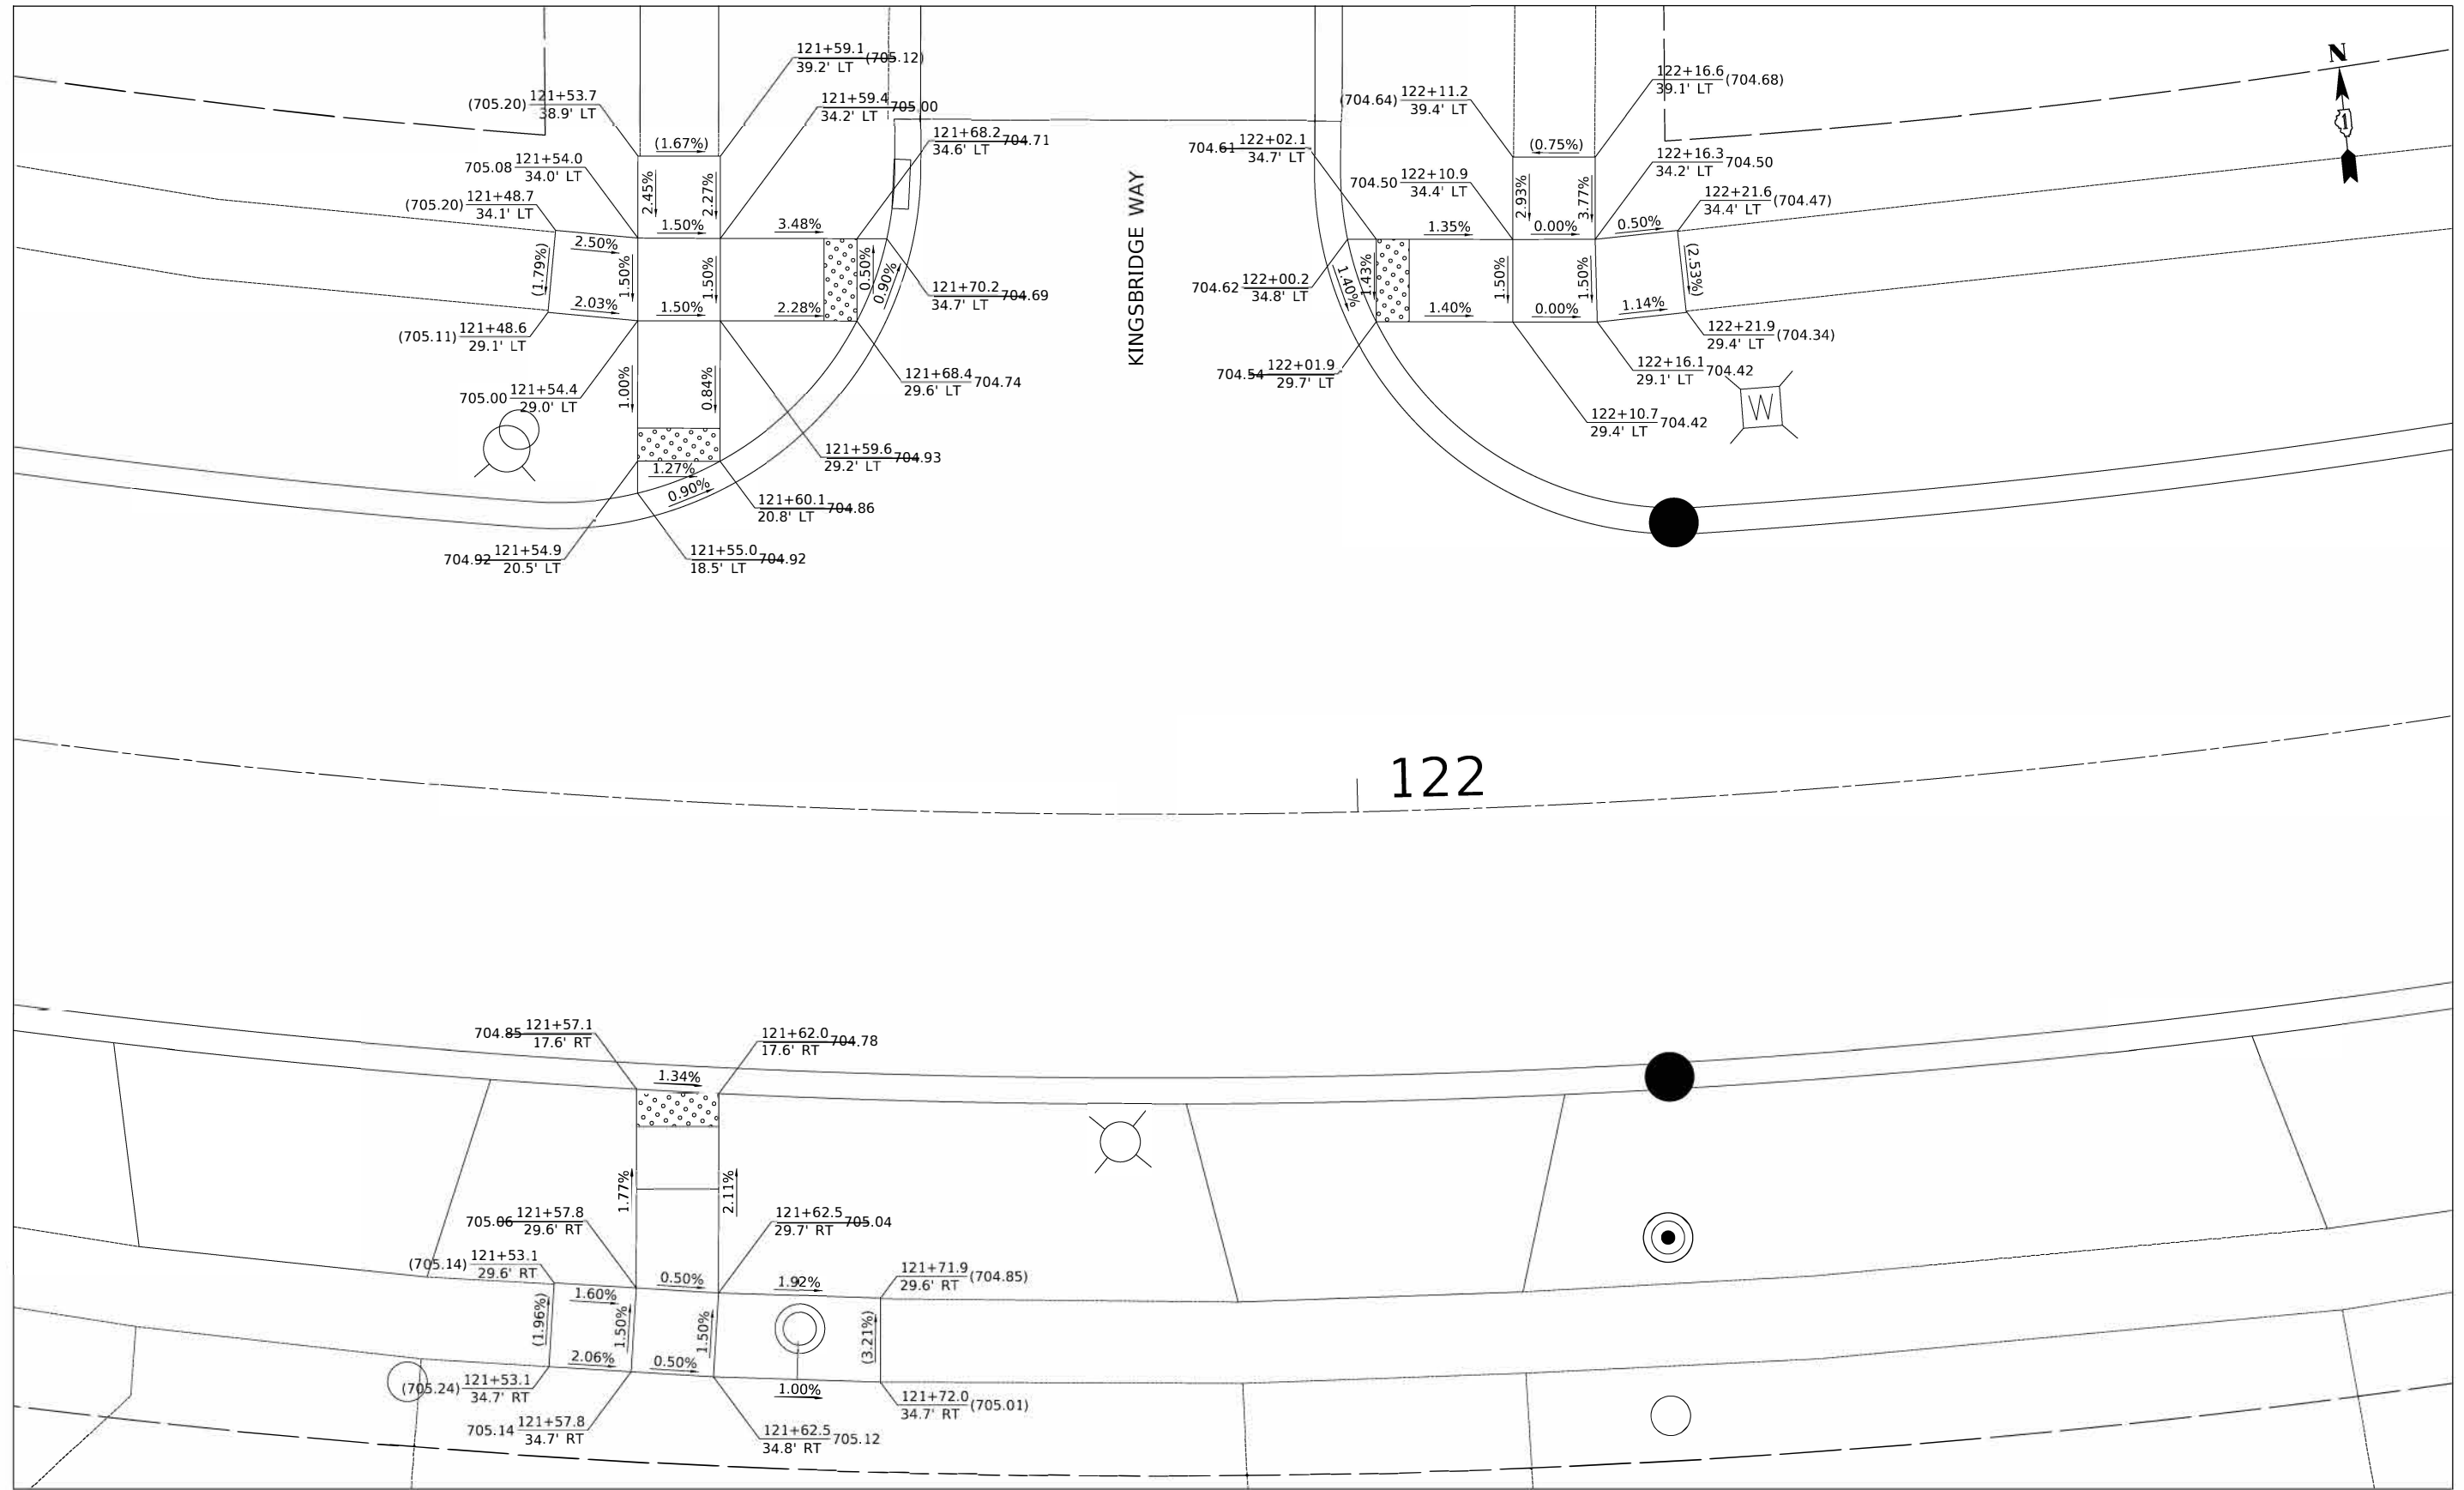 N
121+59.1 (705.12)
39.2' LT
(705.20) 121+53.7
38.9' LT
121+59.4 705.00
34.2' LT
(1.67%)
121+68.2 704.71
34.6' LT
705.08 121+54.0
34.0' LT
(705.20) 121+48.7
34.1' LT
2.45%
2.27%
2.50%
1.50%
3.48%
(1.79%)
1.50%
1.50%
0.50%
0.90%
2.03%
1.50%
2.28%
121+70.2 704.69
34.7' LT
(705.11) 121+48.6
29.1' LT
121+68.4 704.74
29.6' LT
705.00 121+54.4
29.0' LT
1.00%
0.84%
121+59.6 704.93
29.2' LT
1.27%
0.90%
121+60.1 704.86
20.8' LT
704.92 121+54.9
20.5' LT
121+55.0 704.92
18.5' LT
KINGSBRIDGE WAY
122+16.6 (704.68)
39.1' LT
(704.64) 122+11.2
39.4' LT
704.61 122+02.1
34.7' LT
(0.75%)
122+16.3 704.50
34.2' LT
704.50 122+10.9
34.4' LT
122+21.6 (704.47)
34.4' LT
2.93%
3.77%
1.35%
0.00%
0.50%
704.62 122+00.2
34.8' LT
1.40%
1.43%
1.50%
1.50%
(2.53%)
1.40%
0.00%
1.14%
122+21.9 (704.34)
29.4' LT
704.54 122+01.9
29.7' LT
122+16.1 704.42
29.1' LT
122+10.7 704.42
29.4' LT
W
122
704.85 121+57.1
17.6' RT
121+62.0 704.78
17.6' RT
1.34%
1.77%
2.11%
705.06 121+57.8
29.6' RT
121+62.5 705.04
29.7' RT
(705.14) 121+53.1
29.6' RT
0.50%
1.92%
121+71.9 (704.85)
29.6' RT
1.60%
(1.96%)
1.50%
1.50%
(3.21%)
2.06%
0.50%
1.00%
(705.24) 121+53.1
34.7' RT
121+72.0 (705.01)
34.7' RT
705.14 121+57.8
34.7' RT
121+62.5 705.12
34.8' RT